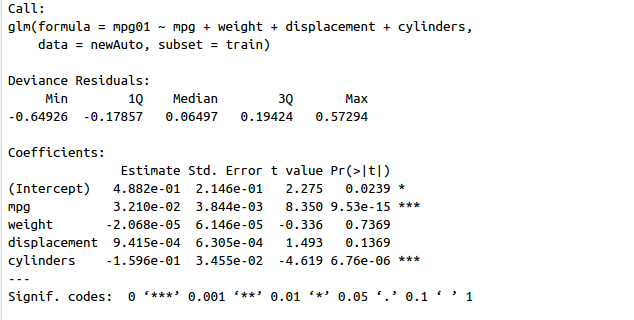 Call:
glm(formula = mpg01 ~ mpg + weight + displacement + cylinders,
    data = newAuto, subset = train)

Deviance Residuals:
     Min       1Q   Median       3Q      Max
-0.64926 -0.17857  0.06497  0.19424  0.57294

Coefficients:
               Estimate Std. Error t value Pr(>|t|)
(Intercept)   4.882e-01  2.146e-01   2.275   0.0239 *
mpg           3.210e-02  3.844e-03   8.350 9.53e-15 ***
weight       -2.068e-05  6.146e-05  -0.336   0.7369
displacement  9.415e-04  6.305e-04   1.493   0.1369
cylinders    -1.596e-01  3.455e-02  -4.619 6.76e-06 ***
---
Signif. codes:  0 ‘***’ 0.001 ‘**’ 0.01 ‘*’ 0.05 ‘.’ 0.1 ‘ ’ 1